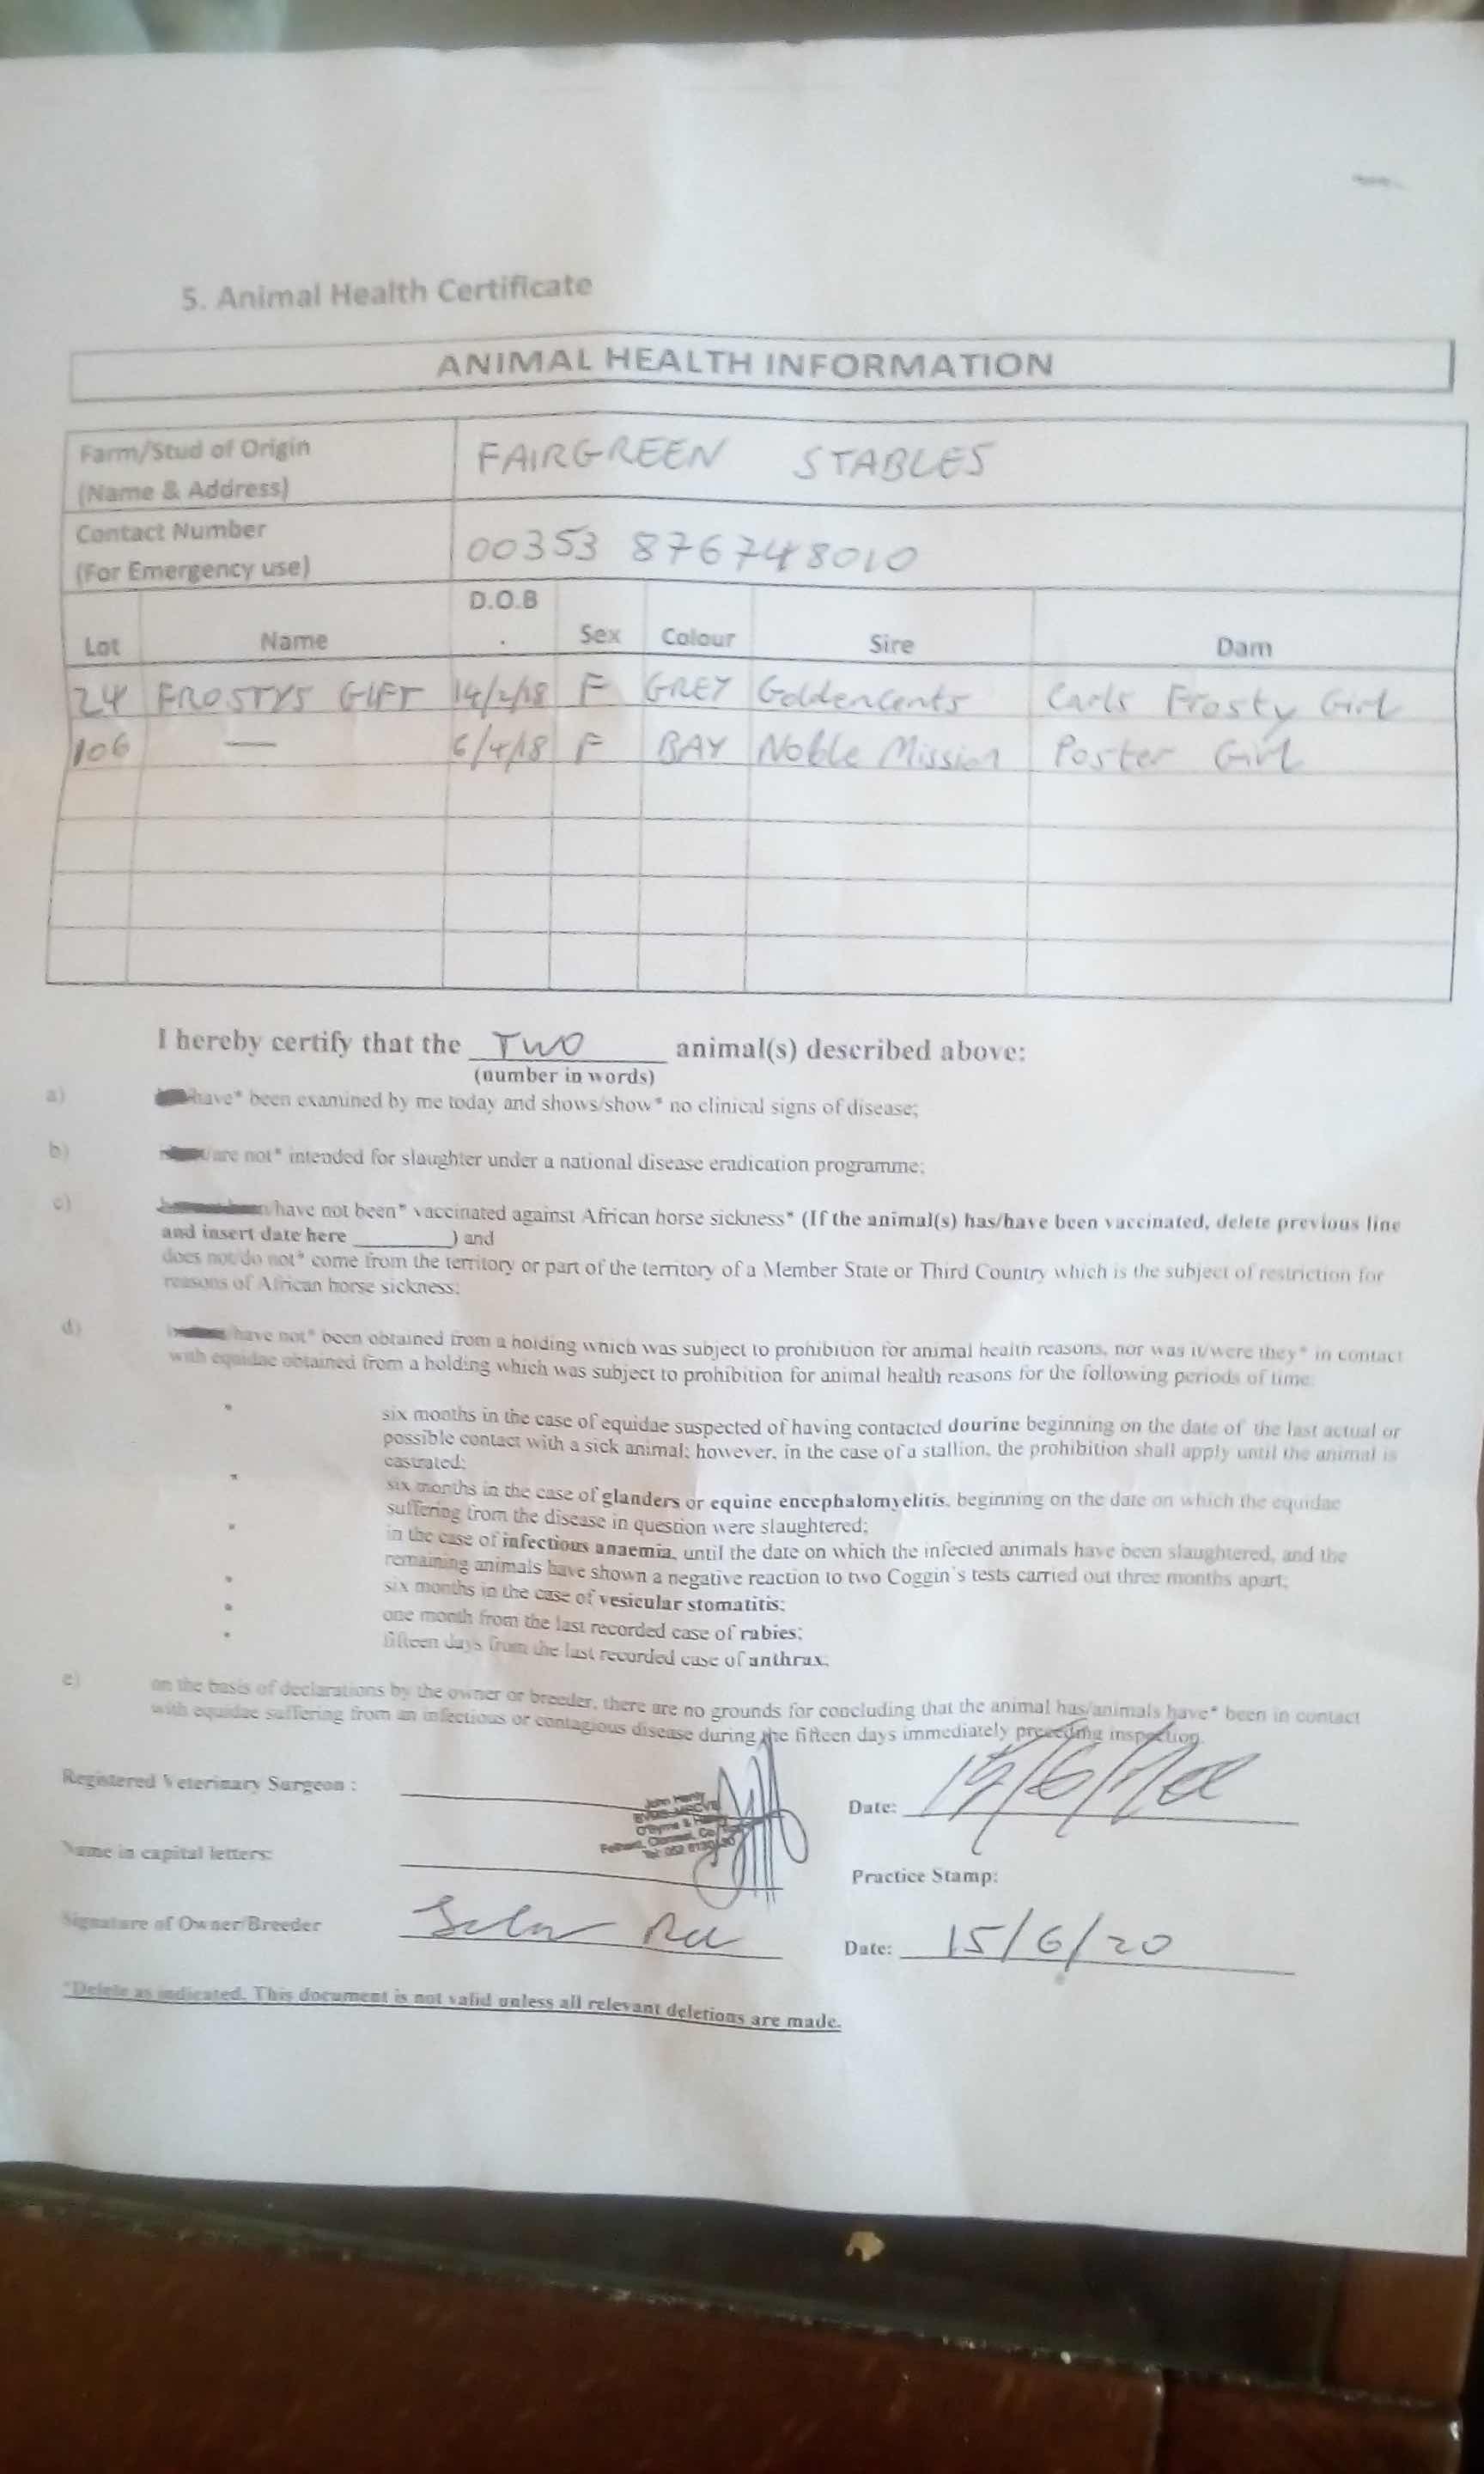 5. Animal Health Certificate
ANIMAL HEALTH INFORMATION
Farm/Stud of Origin
(Name & Address)
FAIRGREEN STABLES
Contact Number
(For Emergency use)
00353 876748010
Lot Name D.O.B. Sex Colour Sire Dam
24 FROSTYS GIFT 14/2/18 F GREY Goldencents Carls Frosty Girl
106 — 6/4/18 F BAY Noble Mission Poster Girl
I hereby certify that the TWO animal(s) described above:
(number in words)
a) have* been examined by me today and shows/show* no clinical signs of disease;
b) /are not* intended for slaughter under a national disease eradication programme;
c) /have not been* vaccinated against African horse sickness* (If the animal(s) has/have been vaccinated, delete previous line
and insert date here ________) and
does not/do not* come from the territory or part of the territory of a Member State or Third Country which is the subject of restriction for
reasons of African horse sickness;
d) /have not* been obtained from a holding which was subject to prohibition for animal health reasons, nor was it/were they* in contact
with equidae obtained from a holding which was subject to prohibition for animal health reasons for the following periods of time:
six months in the case of equidae suspected of having contacted dourine beginning on the date of the last actual or
possible contact with a sick animal; however, in the case of a stallion, the prohibition shall apply until the animal is
castrated;
six months in the case of glanders or equine encephalomyelitis, beginning on the date on which the equidae
suffering from the disease in question were slaughtered;
in the case of infectious anaemia, until the date on which the infected animals have been slaughtered, and the
remaining animals have shown a negative reaction to two Coggin's tests carried out three months apart;
six months in the case of vesicular stomatitis;
one month from the last recorded case of rabies;
fifteen days from the last recorded case of anthrax;
e) on the basis of declarations by the owner or breeder, there are no grounds for concluding that the animal has/animals have* been in contact
with equidae suffering from an infectious or contagious disease during the fifteen days immediately preceding inspection.
Registered Veterinary Surgeon :
John
Date:
Name in capital letters:
Practice Stamp:
Signature of Owner/Breeder
Date: 15/6/20
*Delete as indicated. This document is not valid unless all relevant deletions are made.